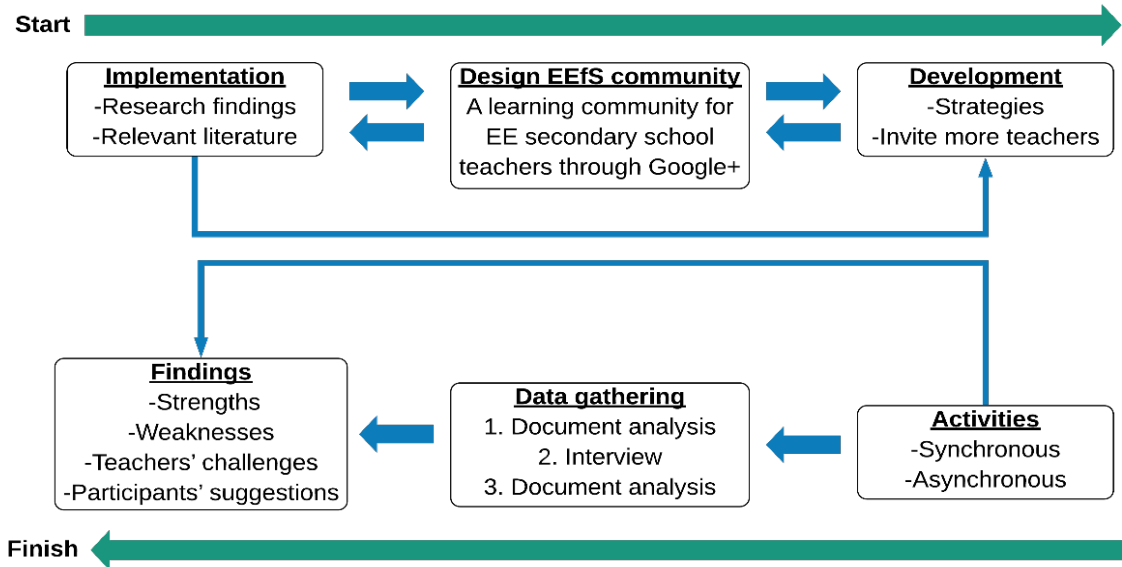 Start
Implementation
-Research findings
-Relevant literature
Design EEfS community
A learning community for
EE secondary school
teachers through Google+
Development
-Strategies
-Invite more teachers
Findings
-Strengths
-Weaknesses
-Teachers’ challenges
-Participants’ suggestions
Data gathering
1. Document analysis
2. Interview
3. Document analysis
Activities
-Synchronous
-Asynchronous
Finish